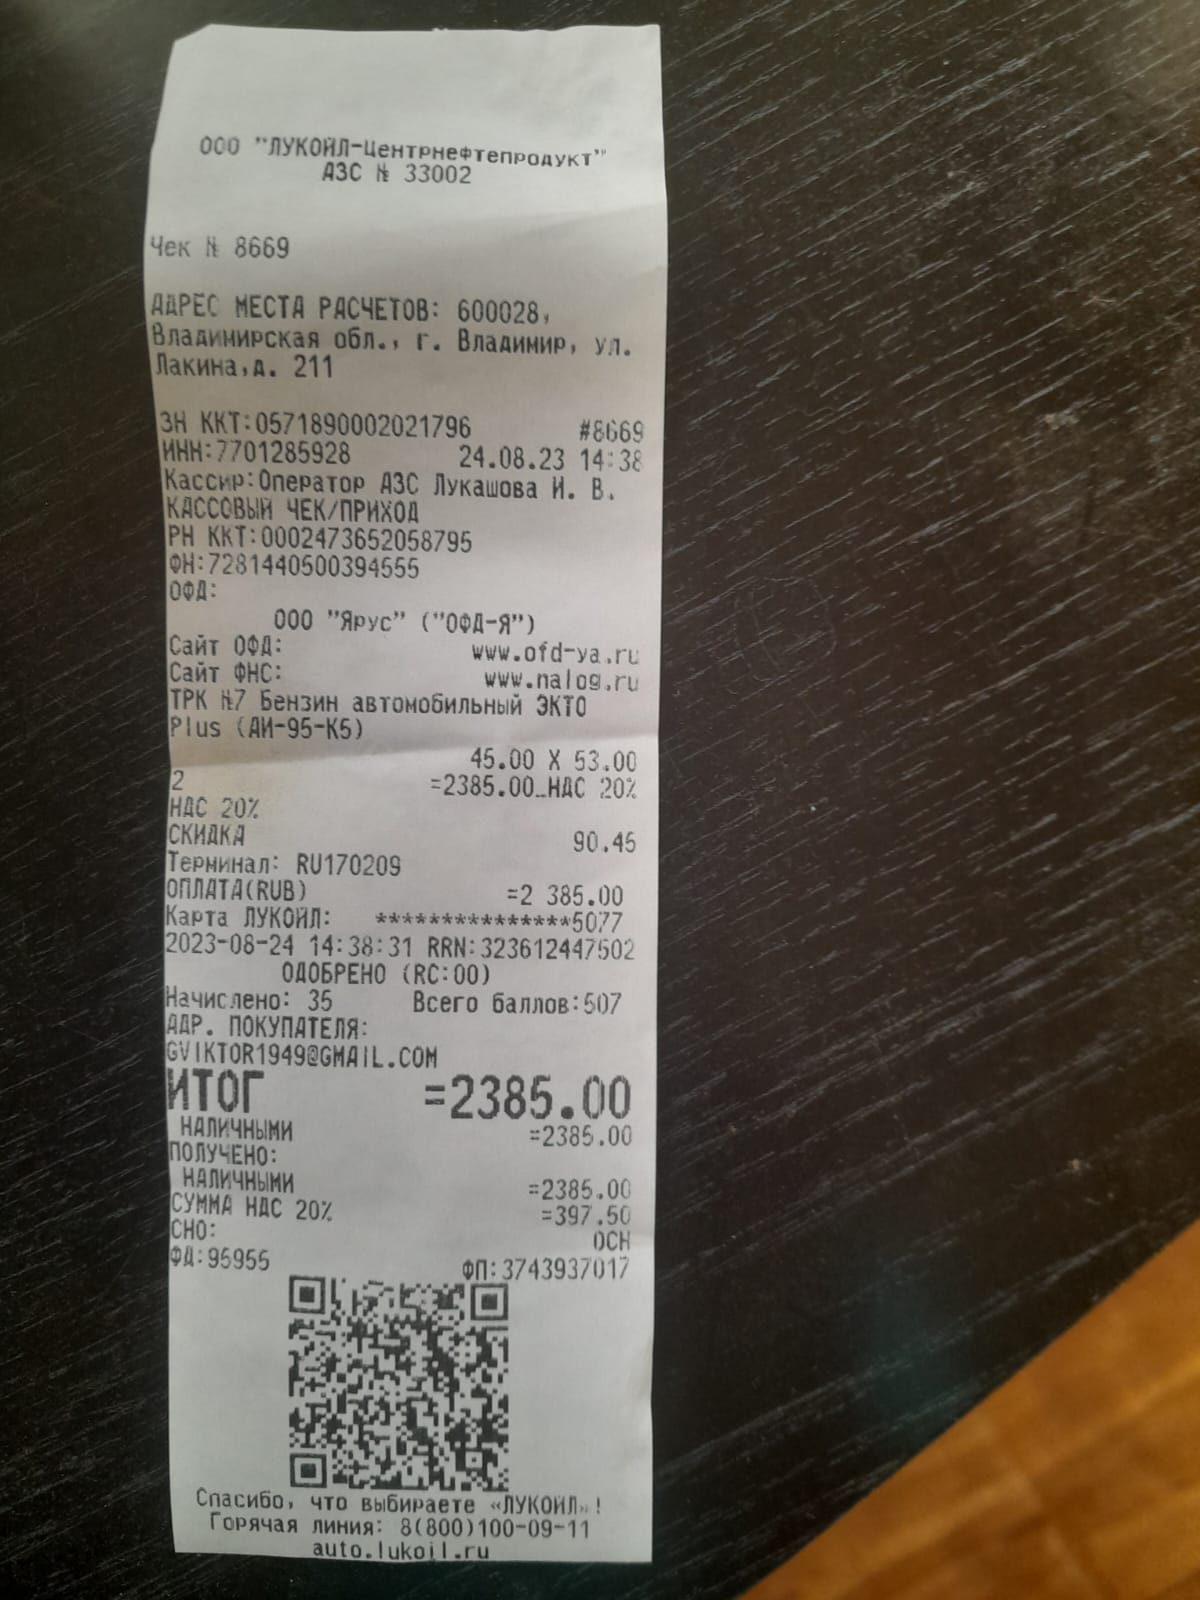 ООО "ЛУКОЙЛ-Центрнефтепродукт"
АЗС № 33002
Чек № 8669
АДРЕС МЕСТА РАСЧЕТОВ: 600028,
Владимирская обл., г. Владимир, ул.
Лакина,д. 211
ЗН ККТ:0571890002021796 #8669
ИНН:7701285928 24.08.23 14:38
Кассир:Оператор АЗС Лукашова И. В.
КАССОВЫЙ ЧЕК/ПРИХОД
РН ККТ:0002473652058795
ФН:7281440500394555
ОФД:
ООО "Ярус" ("ОФД-Я")
Сайт ОФД: www.ofd-ya.ru
Сайт ФНС: www.nalog.ru
ТРК №7 Бензин автомобильный ЭКТО
Plus (АИ-95-К5)
45.00 X 53.00
2 =2385.00_НДС 20%
НДС 20%
СКИДКА 90.45
Терминал: RU170209
ОПЛАТА(RUB) =2 385.00
Карта ЛУКОЙЛ: ***************5077
2023-08-24 14:38:31 RRN:323612447502
ОДОБРЕНО (RC:00)
Начислено: 35 Всего баллов:507
АДР. ПОКУПАТЕЛЯ:
GVIKTOR1949@GMAIL.COM
ИТОГ =2385.00
НАЛИЧНЫМИ =2385.00
ПОЛУЧЕНО:
НАЛИЧНЫМИ =2385.00
СУММА НДС 20% =397.50
СНО: ОСН
ФД:95955 ФП:3743937017
Спасибо, что выбираете «ЛУКОЙЛ»!
Горячая линия: 8(800)100-09-11
auto.lukoil.ru